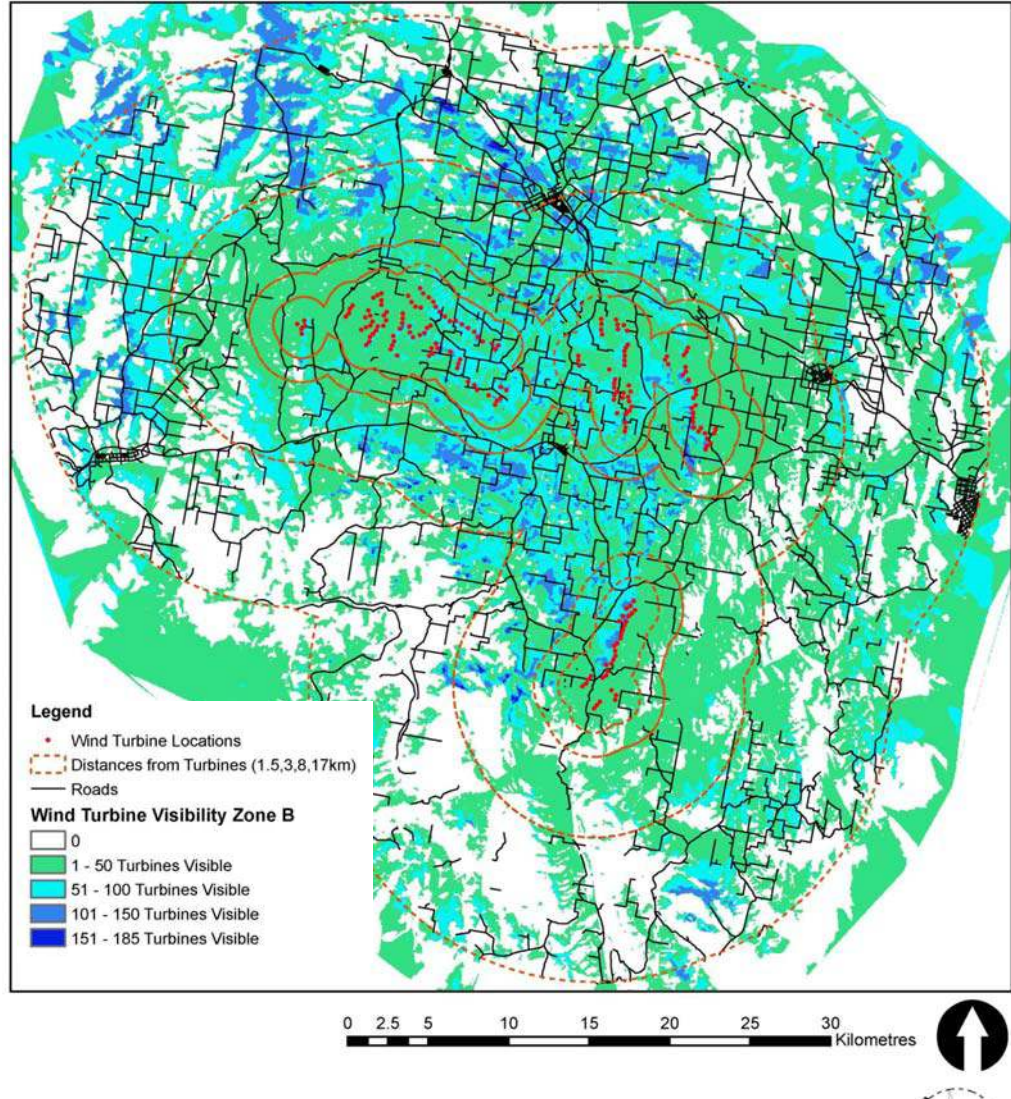 Legend
Wind Turbine Locations
Distances from Turbines (1.5,3,8,17km)
Roads
Wind Turbine Visibility Zone B
0
1 - 50 Turbines Visible
51 - 100 Turbines Visible
101 - 150 Turbines Visible
151 - 185 Turbines Visible
0 2.5 5 10 15 20 25 30
Kilometres